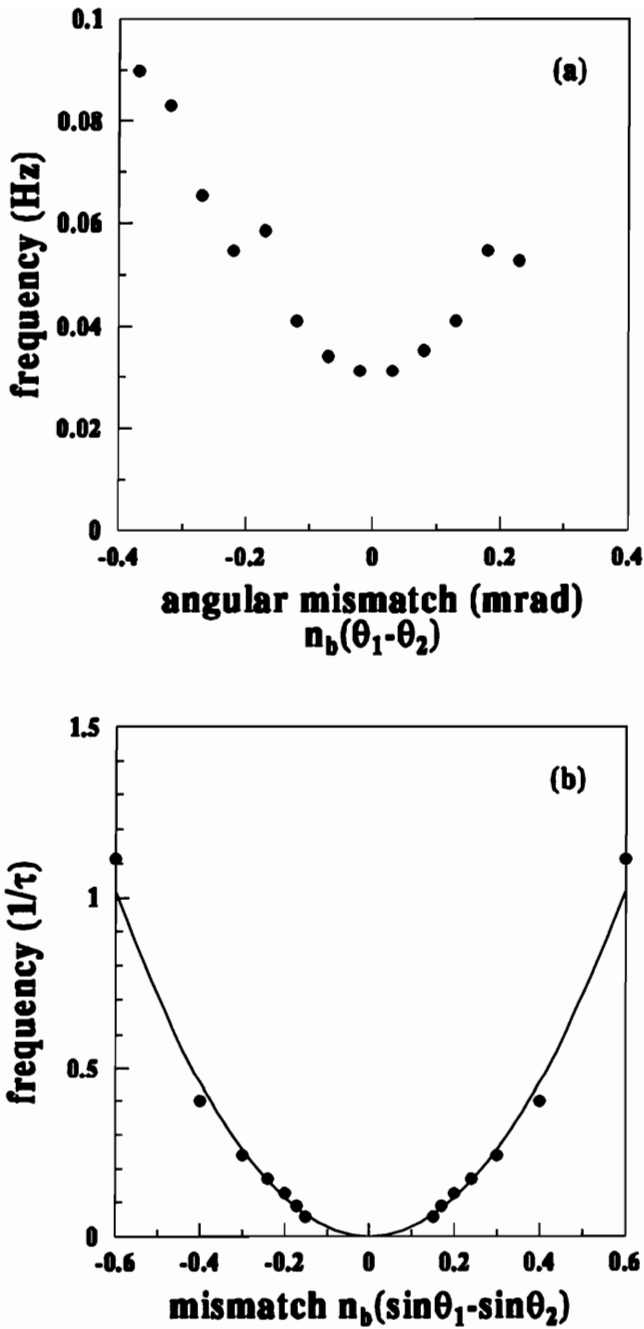 0.1
(a)
0.08
0.06
0.04
0.02
0
frequency (Hz)
-0.4 -0.2 0 0.2 0.4
angular mismatch (mrad)
n_b(θ_1-θ_2)
1.5
(b)
1
0.5
0
frequency (1/τ)
-0.6 -0.4 -0.2 0 0.2 0.4 0.6
mismatch n_b(sinθ_1-sinθ_2)